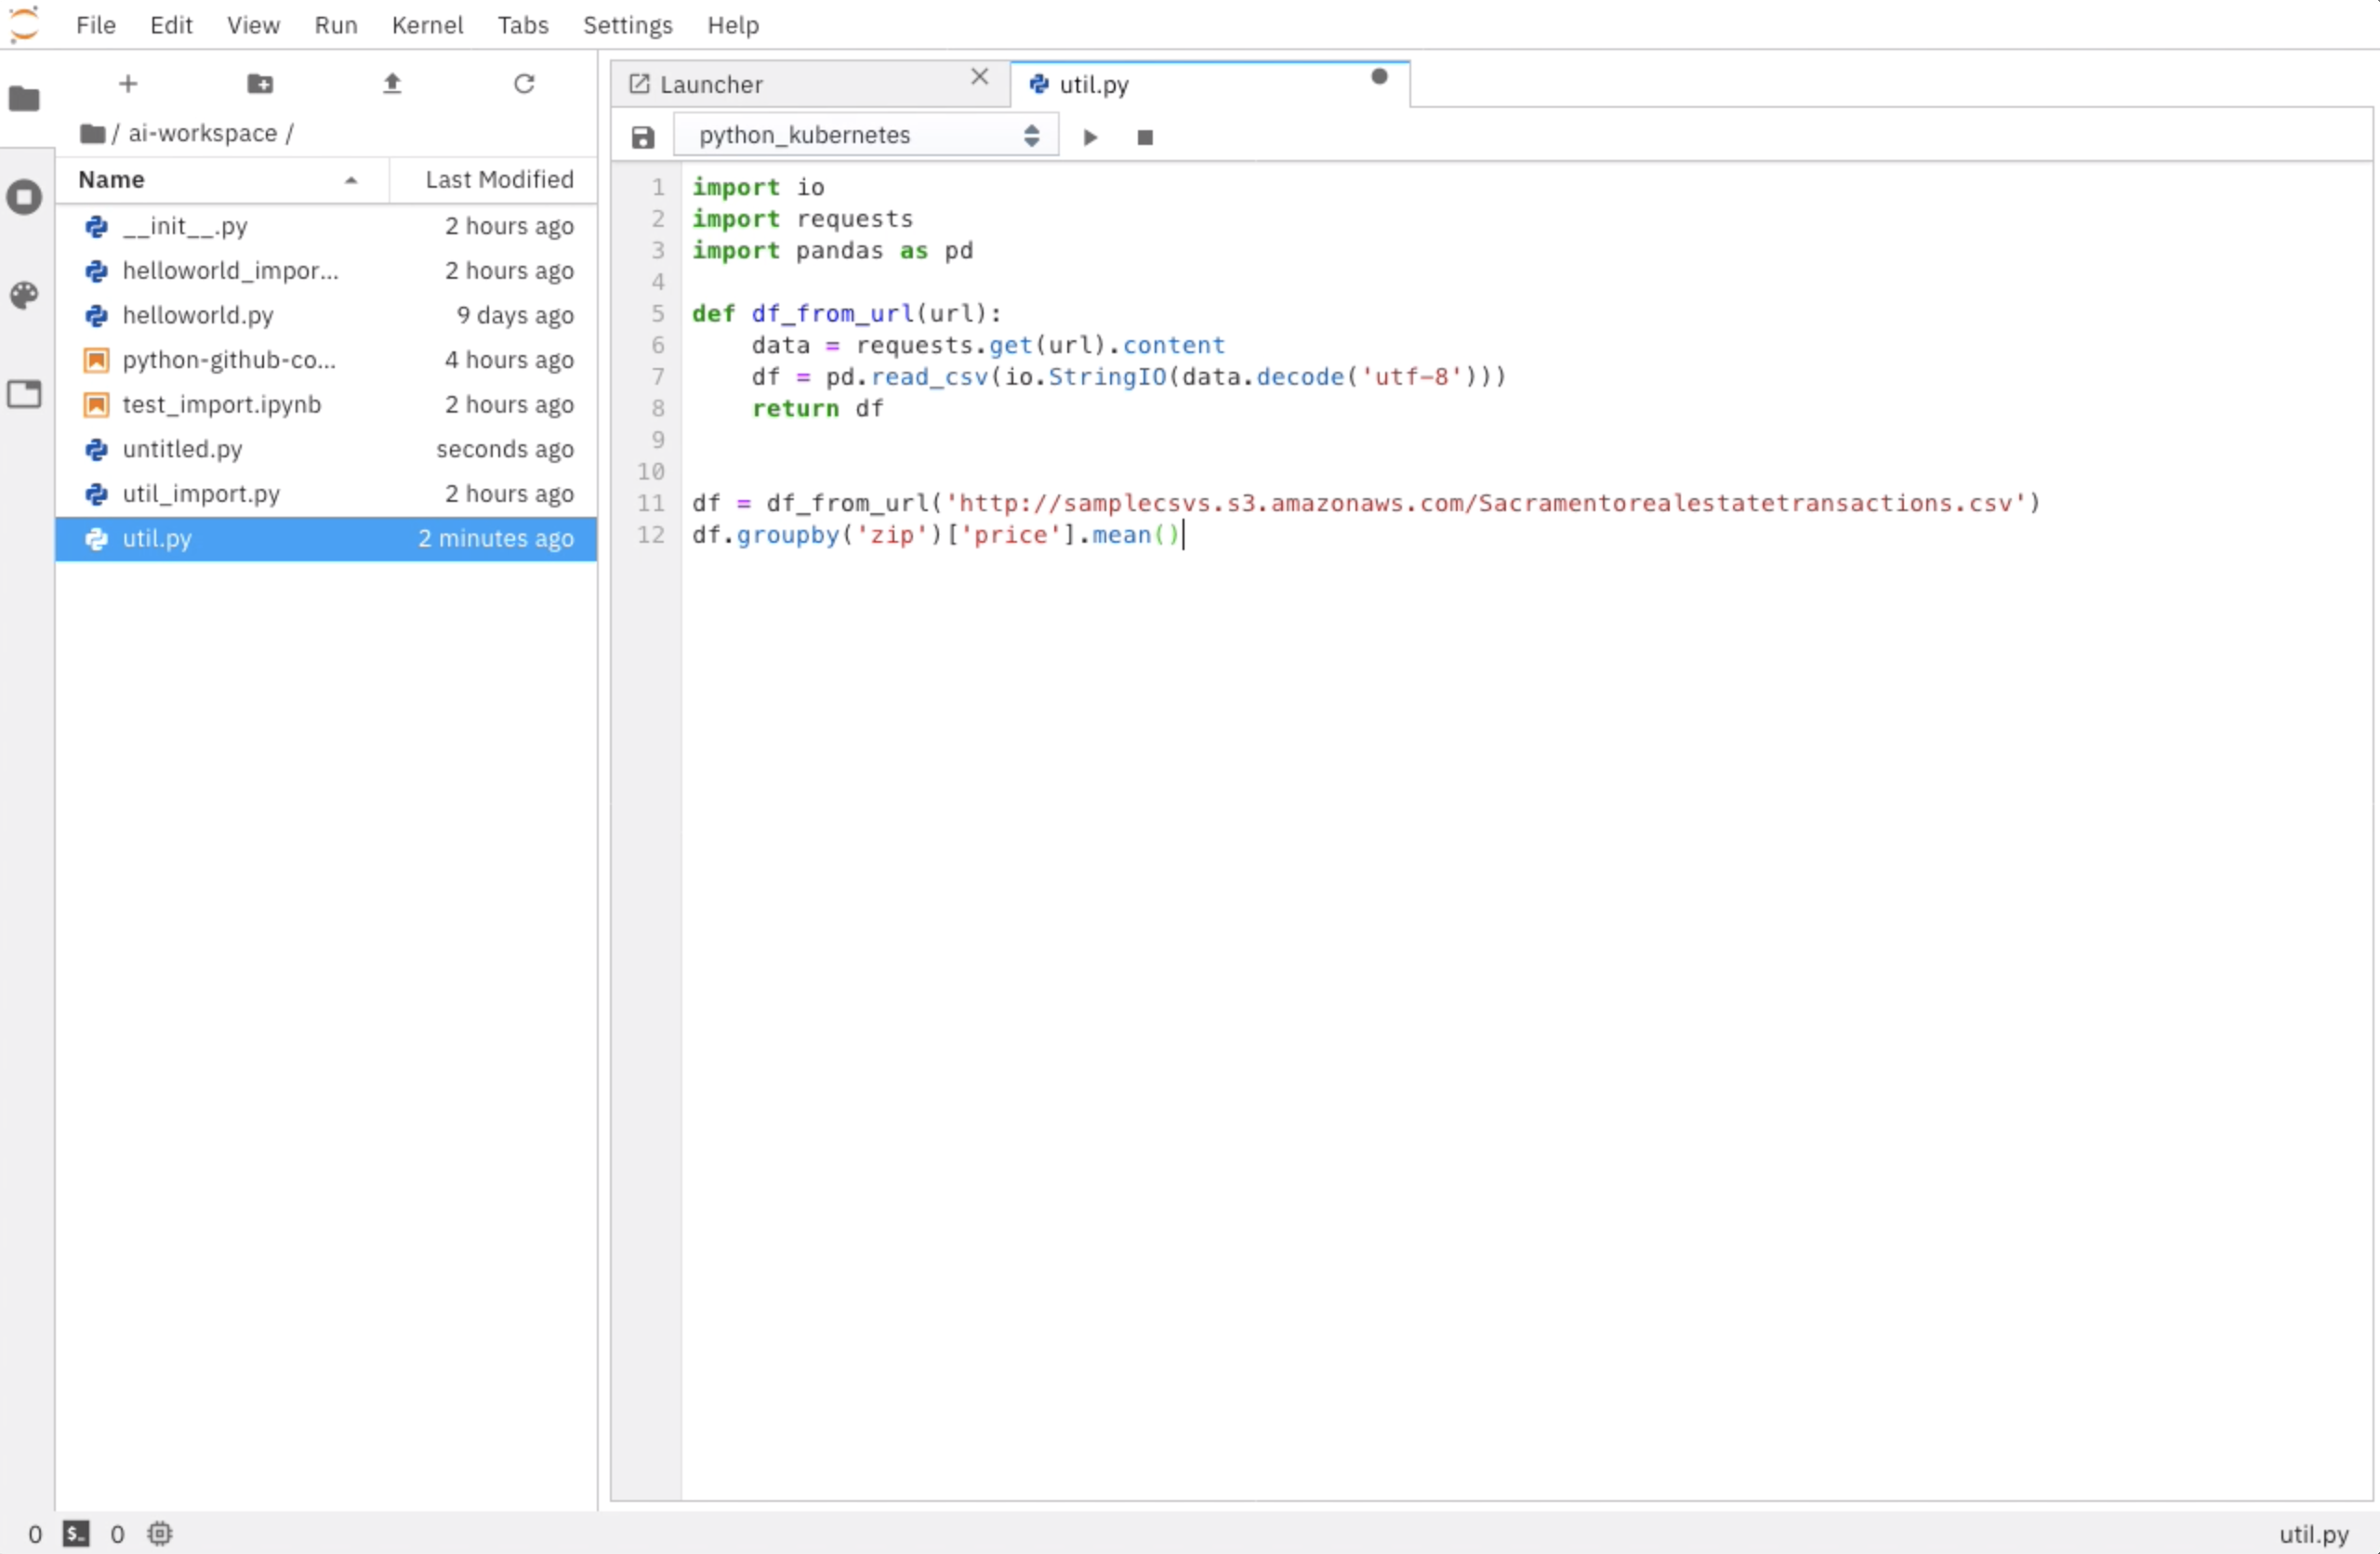 File Edit View Run Kernel Tabs Settings Help
/ ai-workspace /
Name Last Modified
__init__.py 2 hours ago
helloworld_impor... 2 hours ago
helloworld.py 9 days ago
python-github-co... 4 hours ago
test_import.ipynb 2 hours ago
untitled.py seconds ago
util_import.py 2 hours ago
util.py 2 minutes ago
Launcher util.py
python_kubernetes
1 import io
2 import requests
3 import pandas as pd
4
5 def df_from_url(url):
6     data = requests.get(url).content
7     df = pd.read_csv(io.StringIO(data.decode('utf-8')))
8     return df
9
10
11 df = df_from_url('http://samplecsvs.s3.amazonaws.com/Sacramentorealestatetransactions.csv')
12 df.groupby('zip')['price'].mean()
0 $_ 0 util.py